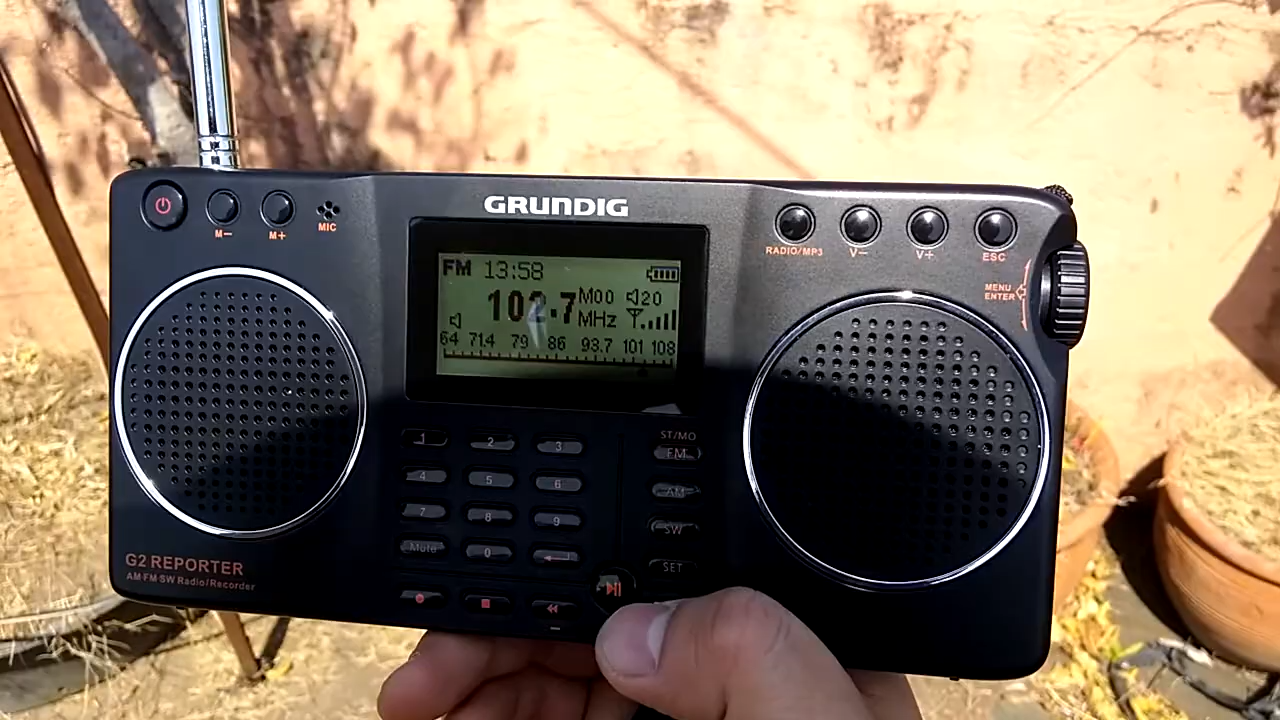 GRUNDIG
M-
M+
MIC
RADIO/MP3
V-
V+
ESC
MENU
ENTER
FM 13:58
102.7 M00 20
MHz
64 71.4 79 86 93.7 101 108
ST/MO
1 2 3 FM
4 5 6 AM
7 8 9 SW
Mute 0 SET
G2 REPORTER
AM·FM·SW Radio/Recorder